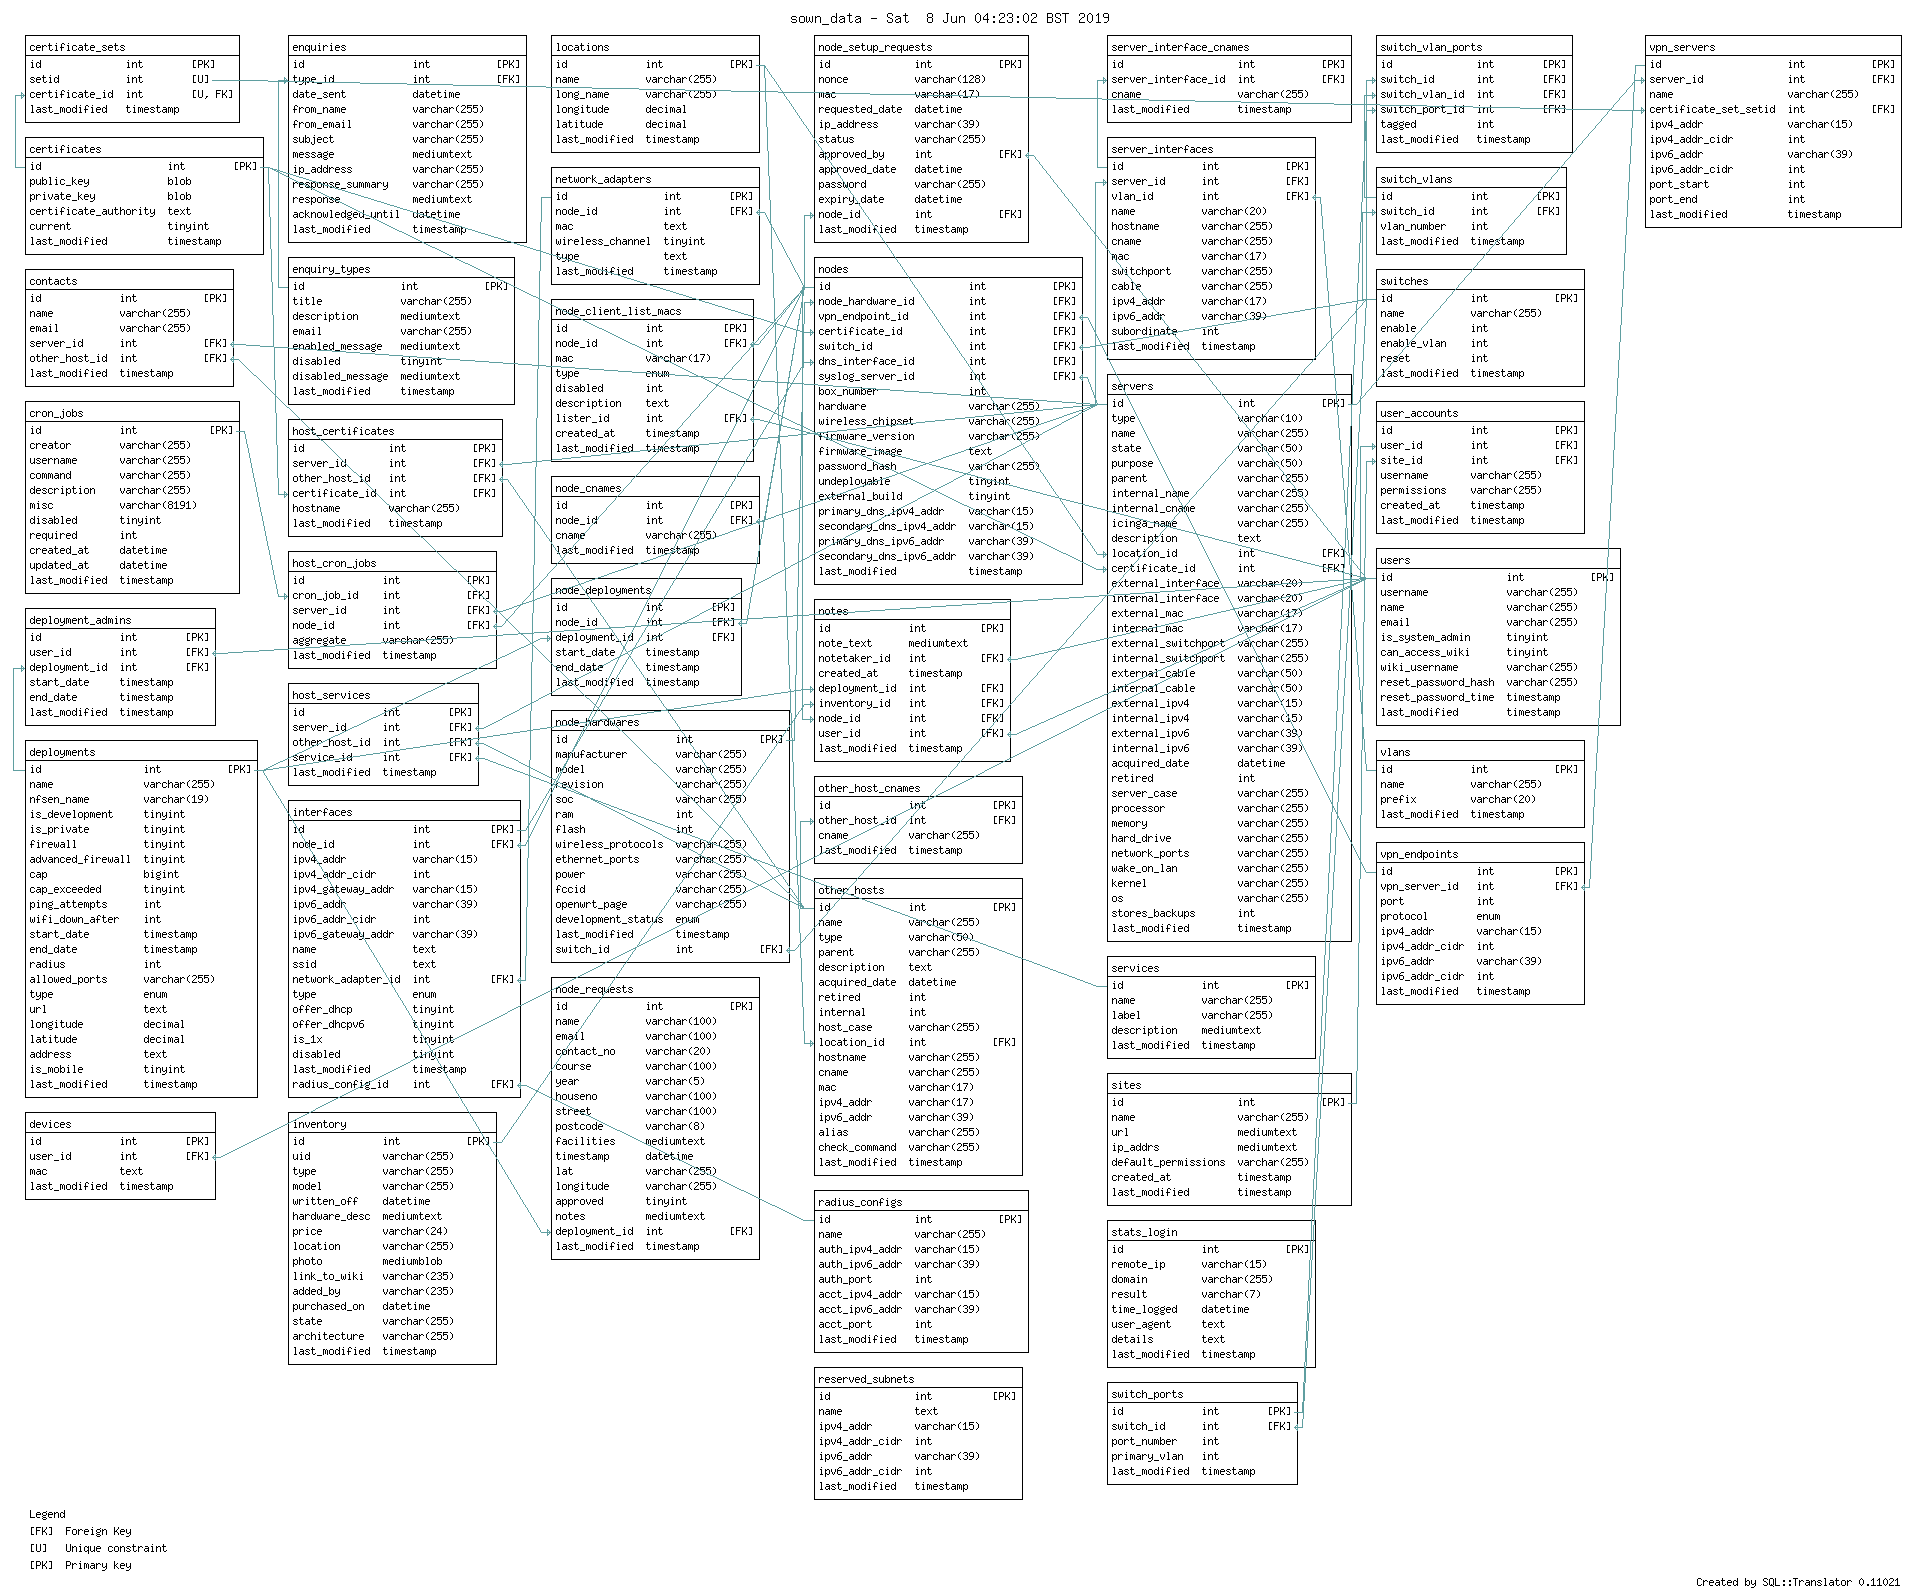 sown_data - Sat  8 Jun 04:23:02 BST 2019
certificate_sets
id int [PK]
setid int [U]
certificate_id int [U, FK]
last_modified timestamp
certificates
id int [PK]
public_key blob
private_key blob
certificate_authority text
current tinyint
last_modified timestamp
contacts
id int [PK]
name varchar(255)
email varchar(255)
server_id int [FK]
other_host_id int [FK]
last_modified timestamp
cron_jobs
id int [PK]
creator varchar(255)
username varchar(255)
command varchar(255)
description varchar(255)
misc varchar(8191)
disabled tinyint
required int
created_at datetime
updated_at datetime
last_modified timestamp
deployment_admins
id int [PK]
user_id int [FK]
deployment_id int [FK]
start_date timestamp
end_date timestamp
last_modified timestamp
deployments
id int [PK]
name varchar(255)
nfsen_name varchar(19)
is_development tinyint
is_private tinyint
firewall tinyint
advanced_firewall tinyint
cap bigint
cap_exceeded tinyint
ping_attempts int
wifi_down_after int
start_date timestamp
end_date timestamp
radius int
allowed_ports varchar(255)
type enum
url text
longitude decimal
latitude decimal
address text
is_mobile tinyint
last_modified timestamp
devices
id int [PK]
user_id int [FK]
mac text
last_modified timestamp
enquiries
id int [PK]
type_id int [FK]
date_sent datetime
from_name varchar(255)
from_email varchar(255)
subject varchar(255)
message mediumtext
ip_address varchar(255)
response_summary varchar(255)
response mediumtext
acknowledged_until datetime
last_modified timestamp
enquiry_types
id int [PK]
title varchar(255)
description mediumtext
email varchar(255)
enabled_message mediumtext
disabled tinyint
disabled_message mediumtext
last_modified timestamp
host_certificates
id int [PK]
server_id int [FK]
other_host_id int [FK]
certificate_id int [FK]
hostname varchar(255)
last_modified timestamp
host_cron_jobs
id int [PK]
cron_job_id int [FK]
server_id int [FK]
node_id int [FK]
aggregate varchar(255)
last_modified timestamp
host_services
id int [PK]
server_id int [FK]
other_host_id int [FK]
service_id int [FK]
last_modified timestamp
interfaces
id int [PK]
node_id int [FK]
ipv4_addr varchar(15)
ipv4_addr_cidr int
ipv4_gateway_addr varchar(15)
ipv6_addr varchar(39)
ipv6_addr_cidr int
ipv6_gateway_addr varchar(39)
name text
ssid text
network_adapter_id int [FK]
type enum
offer_dhcp tinyint
offer_dhcpv6 tinyint
is_1x tinyint
disabled tinyint
last_modified timestamp
radius_config_id int [FK]
inventory
id int [PK]
uid varchar(255)
type varchar(255)
model varchar(255)
written_off datetime
hardware_desc mediumtext
price varchar(24)
location varchar(255)
photo mediumblob
link_to_wiki varchar(235)
added_by varchar(235)
purchased_on datetime
state varchar(255)
architecture varchar(255)
last_modified timestamp
locations
id int [PK]
name varchar(255)
long_name varchar(255)
longitude decimal
latitude decimal
last_modified timestamp
network_adapters
id int [PK]
node_id int [FK]
mac text
wireless_channel tinyint
type text
last_modified timestamp
node_client_list_macs
id int [PK]
node_id int [FK]
mac varchar(17)
type enum
disabled int
description text
lister_id int [FK]
created_at timestamp
last_modified timestamp
node_cnames
id int [PK]
node_id int [FK]
cname varchar(255)
last_modified timestamp
node_deployments
id int [PK]
node_id int [FK]
deployment_id int [FK]
start_date timestamp
end_date timestamp
last_modified timestamp
node_hardwares
id int [PK]
manufacturer varchar(255)
model varchar(255)
revision varchar(255)
soc varchar(255)
ram int
flash int
wireless_protocols varchar(255)
ethernet_ports varchar(255)
power varchar(255)
fccid varchar(255)
openwrt_page varchar(255)
development_status enum
last_modified timestamp
switch_id int [FK]
node_requests
id int [PK]
name varchar(100)
email varchar(100)
contact_no varchar(20)
course varchar(100)
year varchar(5)
houseno varchar(100)
street varchar(100)
postcode varchar(8)
facilities mediumtext
timestamp datetime
lat varchar(255)
longitude varchar(255)
approved tinyint
notes mediumtext
deployment_id int [FK]
last_modified timestamp
node_setup_requests
id int [PK]
nonce varchar(128)
mac varchar(17)
requested_date datetime
ip_address varchar(39)
status varchar(255)
approved_by int [FK]
approved_date datetime
password varchar(255)
expiry_date datetime
node_id int [FK]
last_modified timestamp
nodes
id int [PK]
node_hardware_id int [FK]
vpn_endpoint_id int [FK]
certificate_id int [FK]
switch_id int [FK]
dns_interface_id int [FK]
syslog_server_id int [FK]
box_number int
hardware varchar(255)
wireless_chipset varchar(255)
firmware_version varchar(255)
firmware_image text
password_hash varchar(255)
undeployable tinyint
external_build tinyint
primary_dns_ipv4_addr varchar(15)
secondary_dns_ipv4_addr varchar(15)
primary_dns_ipv6_addr varchar(39)
secondary_dns_ipv6_addr varchar(39)
last_modified timestamp
notes
id int [PK]
note_text mediumtext
notetaker_id int [FK]
created_at timestamp
deployment_id int [FK]
inventory_id int [FK]
node_id int [FK]
user_id int [FK]
last_modified timestamp
other_host_cnames
id int [PK]
other_host_id int [FK]
cname varchar(255)
last_modified timestamp
other_hosts
id int [PK]
name varchar(255)
type varchar(50)
parent varchar(255)
description text
acquired_date datetime
retired int
internal int
host_case varchar(255)
location_id int [FK]
hostname varchar(255)
cname varchar(255)
mac varchar(17)
ipv4_addr varchar(17)
ipv6_addr varchar(39)
alias varchar(255)
check_command varchar(255)
last_modified timestamp
radius_configs
id int [PK]
name varchar(255)
auth_ipv4_addr varchar(15)
auth_ipv6_addr varchar(39)
auth_port int
acct_ipv4_addr varchar(15)
acct_ipv6_addr varchar(39)
acct_port int
last_modified timestamp
reserved_subnets
id int [PK]
name text
ipv4_addr varchar(15)
ipv4_addr_cidr int
ipv6_addr varchar(39)
ipv6_addr_cidr int
last_modified timestamp
server_interface_cnames
id int [PK]
server_interface_id int [FK]
cname varchar(255)
last_modified timestamp
server_interfaces
id int [PK]
server_id int [FK]
vlan_id int [FK]
name varchar(20)
hostname varchar(255)
cname varchar(255)
mac varchar(17)
switchport varchar(255)
cable varchar(255)
ipv4_addr varchar(17)
ipv6_addr varchar(39)
subordinate int
last_modified timestamp
servers
id int [PK]
type varchar(10)
name varchar(255)
state varchar(50)
purpose varchar(50)
parent varchar(255)
internal_name varchar(255)
internal_cname varchar(255)
icinga_name varchar(255)
description text
location_id int [FK]
certificate_id int [FK]
external_interface varchar(20)
internal_interface varchar(20)
external_mac varchar(17)
internal_mac varchar(17)
external_switchport varchar(255)
internal_switchport varchar(255)
external_cable varchar(50)
internal_cable varchar(50)
external_ipv4 varchar(15)
internal_ipv4 varchar(15)
external_ipv6 varchar(39)
internal_ipv6 varchar(39)
acquired_date datetime
retired int
server_case varchar(255)
processor varchar(255)
memory varchar(255)
hard_drive varchar(255)
network_ports varchar(255)
wake_on_lan varchar(255)
kernel varchar(255)
os varchar(255)
stores_backups int
last_modified timestamp
services
id int [PK]
name varchar(255)
label varchar(255)
description mediumtext
last_modified timestamp
sites
id int [PK]
name varchar(255)
url mediumtext
ip_addrs mediumtext
default_permissions varchar(255)
created_at timestamp
last_modified timestamp
stats_login
id int [PK]
remote_ip varchar(15)
domain varchar(255)
result varchar(7)
time_logged datetime
user_agent text
details text
last_modified timestamp
switch_ports
id int [PK]
switch_id int [FK]
port_number int
primary_vlan int
last_modified timestamp
switch_vlan_ports
id int [PK]
switch_id int [FK]
switch_vlan_id int [FK]
switch_port_id int [FK]
tagged int
last_modified timestamp
switch_vlans
id int [PK]
switch_id int [FK]
vlan_number int
last_modified timestamp
switches
id int [PK]
name varchar(255)
enable int
enable_vlan int
reset int
last_modified timestamp
user_accounts
id int [PK]
user_id int [FK]
site_id int [FK]
username varchar(255)
permissions varchar(255)
created_at timestamp
last_modified timestamp
users
id int [PK]
username varchar(255)
name varchar(255)
email varchar(255)
is_system_admin tinyint
can_access_wiki tinyint
wiki_username varchar(255)
reset_password_hash varchar(255)
reset_password_time timestamp
last_modified timestamp
vlans
id int [PK]
name varchar(255)
prefix varchar(20)
last_modified timestamp
vpn_endpoints
id int [PK]
vpn_server_id int [FK]
port int
protocol enum
ipv4_addr varchar(15)
ipv4_addr_cidr int
ipv6_addr varchar(39)
ipv6_addr_cidr int
last_modified timestamp
vpn_servers
id int [PK]
server_id int [FK]
name varchar(255)
certificate_set_setid int [FK]
ipv4_addr varchar(15)
ipv4_addr_cidr int
ipv6_addr varchar(39)
ipv6_addr_cidr int
port_start int
port_end int
last_modified timestamp
Legend
[FK] Foreign Key
[U] Unique constraint
[PK] Primary key
Created by SQL::Translator 0.11021